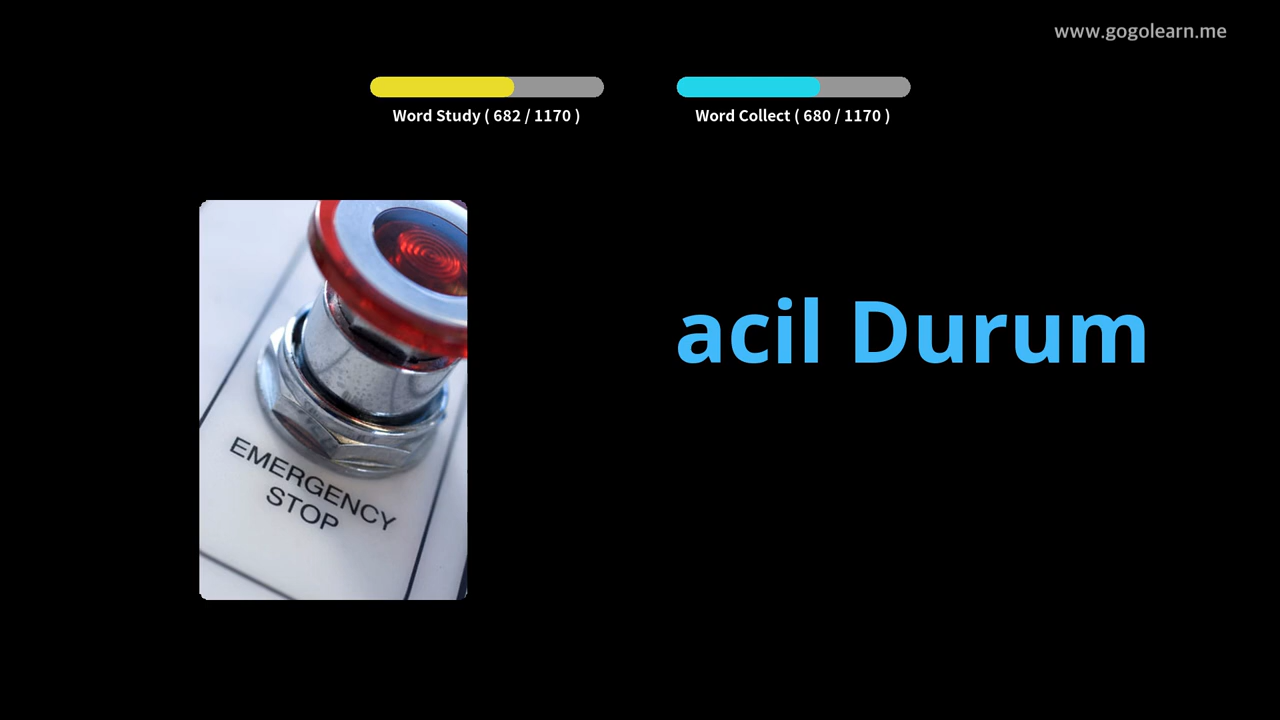 www.gogolearn.me
Word Study ( 682 / 1170 )
Word Collect ( 680 / 1170 )
acil Durum
EMERGENCY
STOP